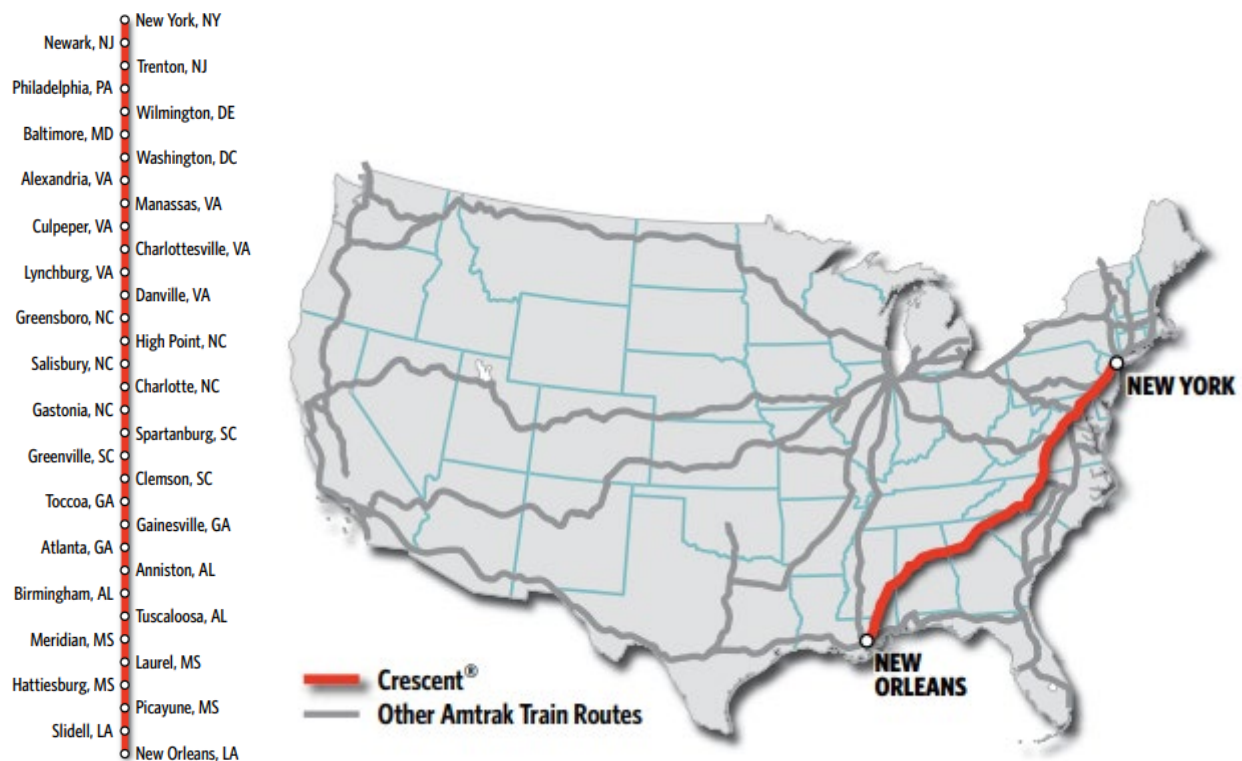 New York, NY
Newark, NJ
Trenton, NJ
Philadelphia, PA
Wilmington, DE
Baltimore, MD
Washington, DC
Alexandria, VA
Manassas, VA
Culpeper, VA
Charlottesville, VA
Lynchburg, VA
Danville, VA
Greensboro, NC
High Point, NC
Salisbury, NC
Charlotte, NC
Gastonia, NC
Spartanburg, SC
Greenville, SC
Clemson, SC
Toccoa, GA
Gainesville, GA
Atlanta, GA
Anniston, AL
Birmingham, AL
Tuscaloosa, AL
Meridian, MS
Laurel, MS
Hattiesburg, MS
Picayune, MS
Slidell, LA
New Orleans, LA
NEW YORK
NEW
ORLEANS
Crescent®
Other Amtrak Train Routes